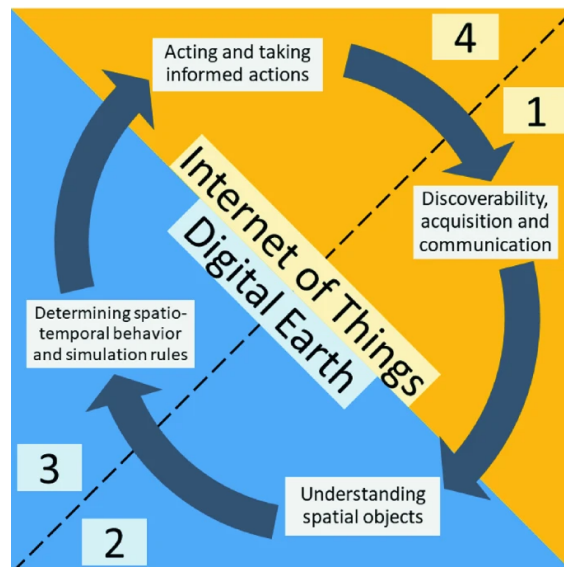 Acting and taking
informed actions
4
1
Discoverability,
acquisition and
communication
Internet of Things
Digital Earth
Determining spatio-
temporal behavior
and simulation rules
3
2
Understanding
spatial objects